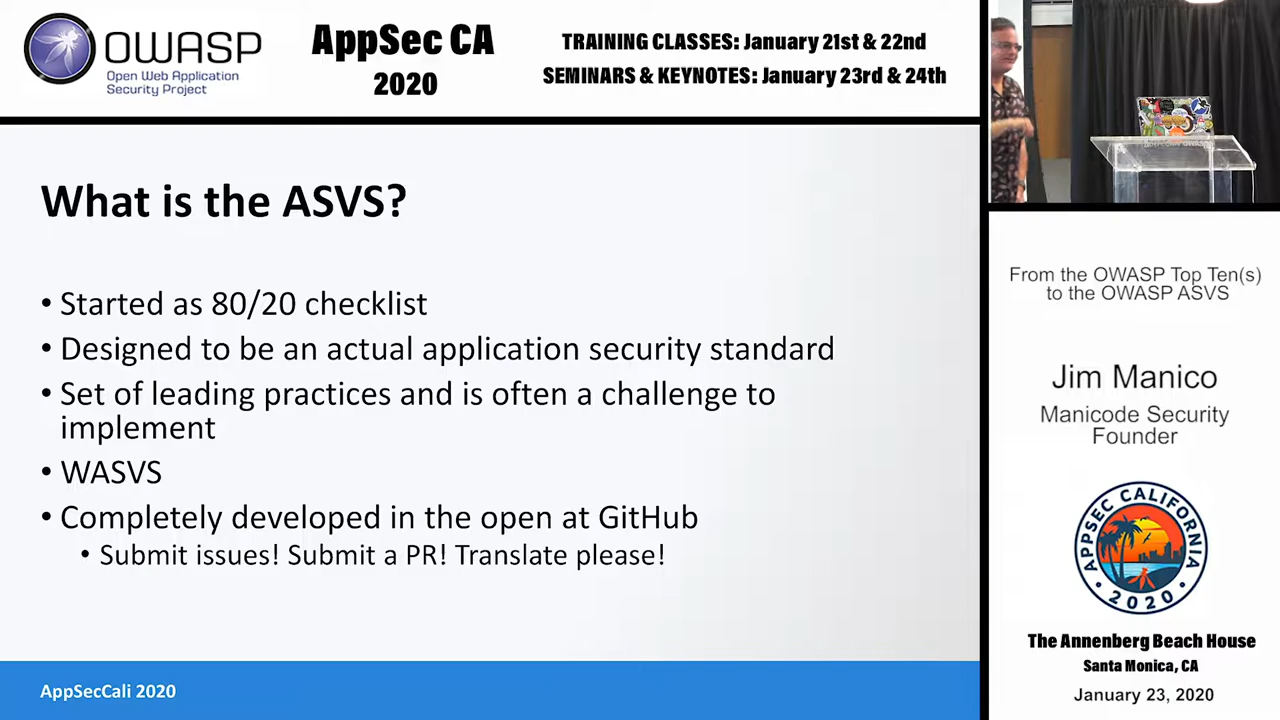 OWASP
Open Web Application
Security Project
AppSec CA
2020
TRAINING CLASSES: January 21st & 22nd
SEMINARS & KEYNOTES: January 23rd & 24th
What is the ASVS?
• Started as 80/20 checklist
• Designed to be an actual application security standard
• Set of leading practices and is often a challenge to
implement
• WASVS
• Completely developed in the open at GitHub
• Submit issues! Submit a PR! Translate please!
AppSecCali 2020
From the OWASP Top Ten(s)
to the OWASP ASVS
Jim Manico
Manicode Security
Founder
APPSEC CALIFORNIA
2020
The Annenberg Beach House
Santa Monica, CA
January 23, 2020